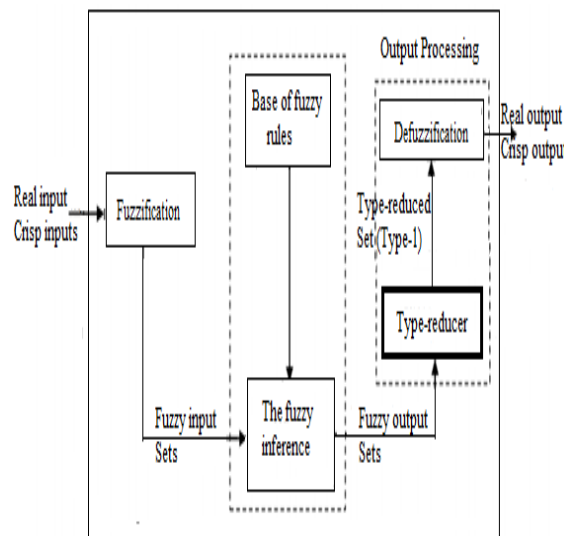 Output Processing
Base of fuzzy
rules
Defuzzification
Real output
Crisp output
Real input
Crisp inputs
Fuzzification
Type-reduced
Set (Type-1)
Type-reducer
The fuzzy
inference
Fuzzy input
Sets
Fuzzy output
Sets